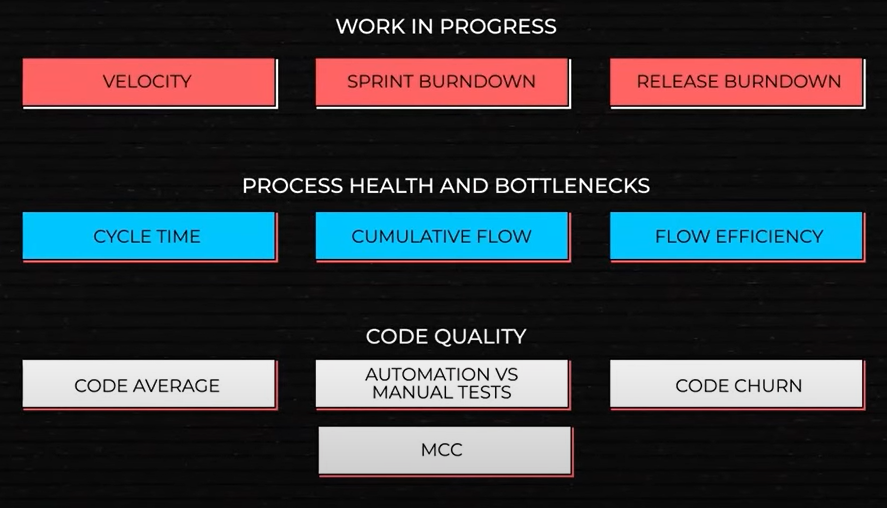 WORK IN PROGRESS
VELOCITY
SPRINT BURNDOWN
RELEASE BURNDOWN
PROCESS HEALTH AND BOTTLENECKS
CYCLE TIME
CUMULATIVE FLOW
FLOW EFFICIENCY
CODE QUALITY
CODE AVERAGE
AUTOMATION VS
MANUAL TESTS
CODE CHURN
MCC